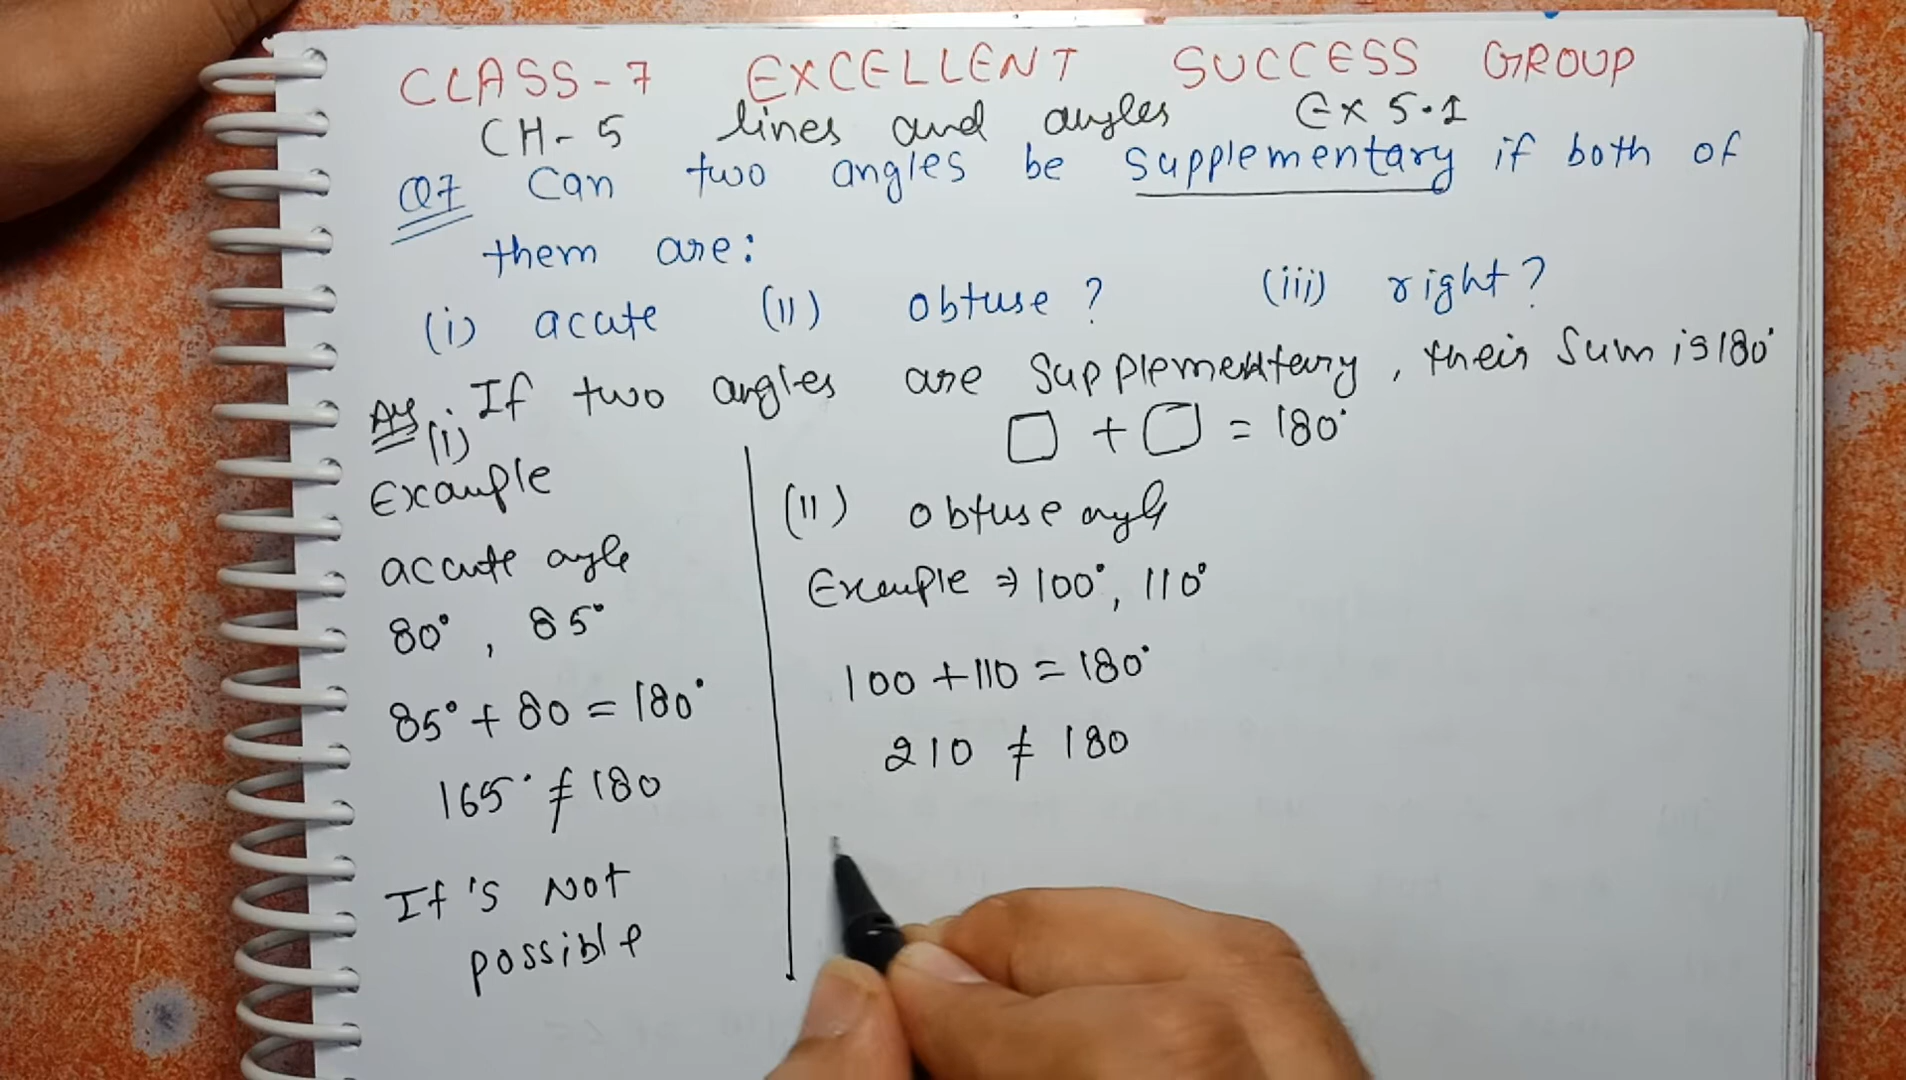 CLASS-7 EXCELLENT SUCCESS GROUP
CH-5 lines and angles Ex 5.1
Q7 Can two angles be supplementary if both of
them are:
(i) acute (11) obtuse? (iii) right?
Ans If two angles are Supplementary, their Sum is 180°
□ + □ = 180°
(i)
Example
acute angle
80°, 85°
85° + 80 = 180°
165° ≠ 180
It's Not
possible
(11) obtuse angle
Example ⇒ 100°, 110°
100 + 110 = 180°
210 ≠ 180